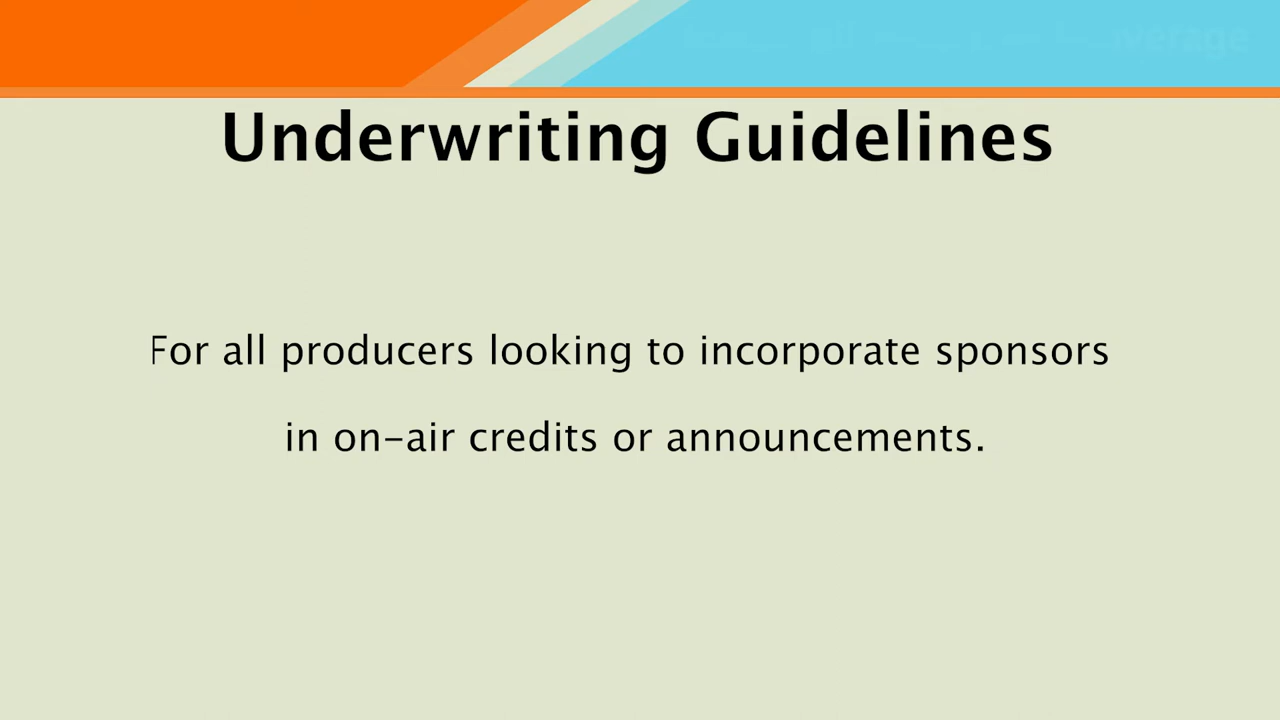 Underwriting Guidelines
For all producers looking to incorporate sponsors
in on-air credits or announcements.